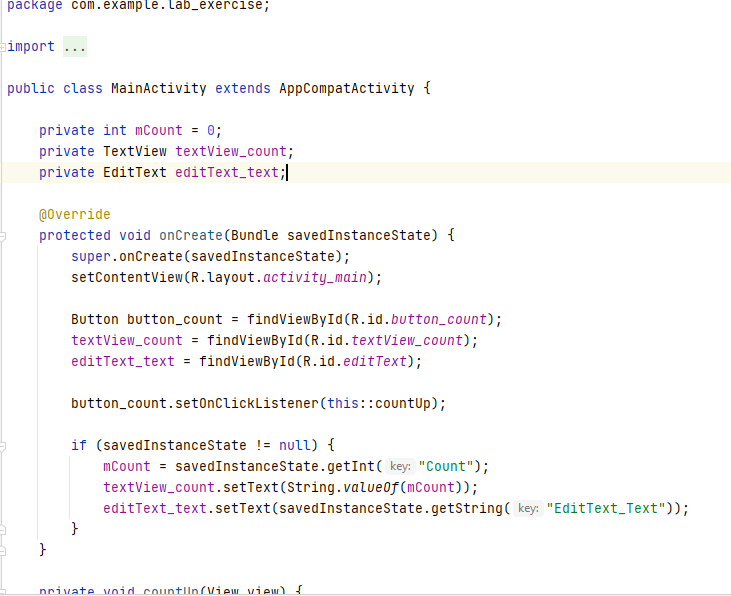 package com.example.lab_exercise;
import ...
public class MainActivity extends AppCompatActivity {
private int mCount = 0;
private TextView textView_count;
private EditText editText_text;
@Override
protected void onCreate(Bundle savedInstanceState) {
super.onCreate(savedInstanceState);
setContentView(R.layout.activity_main);
Button button_count = findViewById(R.id.button_count);
textView_count = findViewById(R.id.textView_count);
editText_text = findViewById(R.id.editText);
button_count.setOnClickListener(this::countUp);
if (savedInstanceState != null) {
mCount = savedInstanceState.getInt( key: "Count");
textView_count.setText(String.valueOf(mCount));
editText_text.setText(savedInstanceState.getString( key: "EditText_Text"));
}
}
private void countUp(View view) {